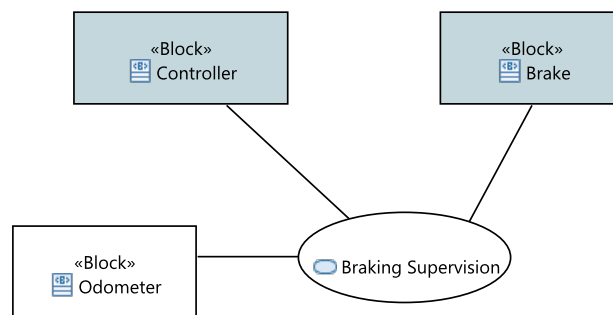 «Block»
Controller
«Block»
Brake
«Block»
Odometer
Braking Supervision